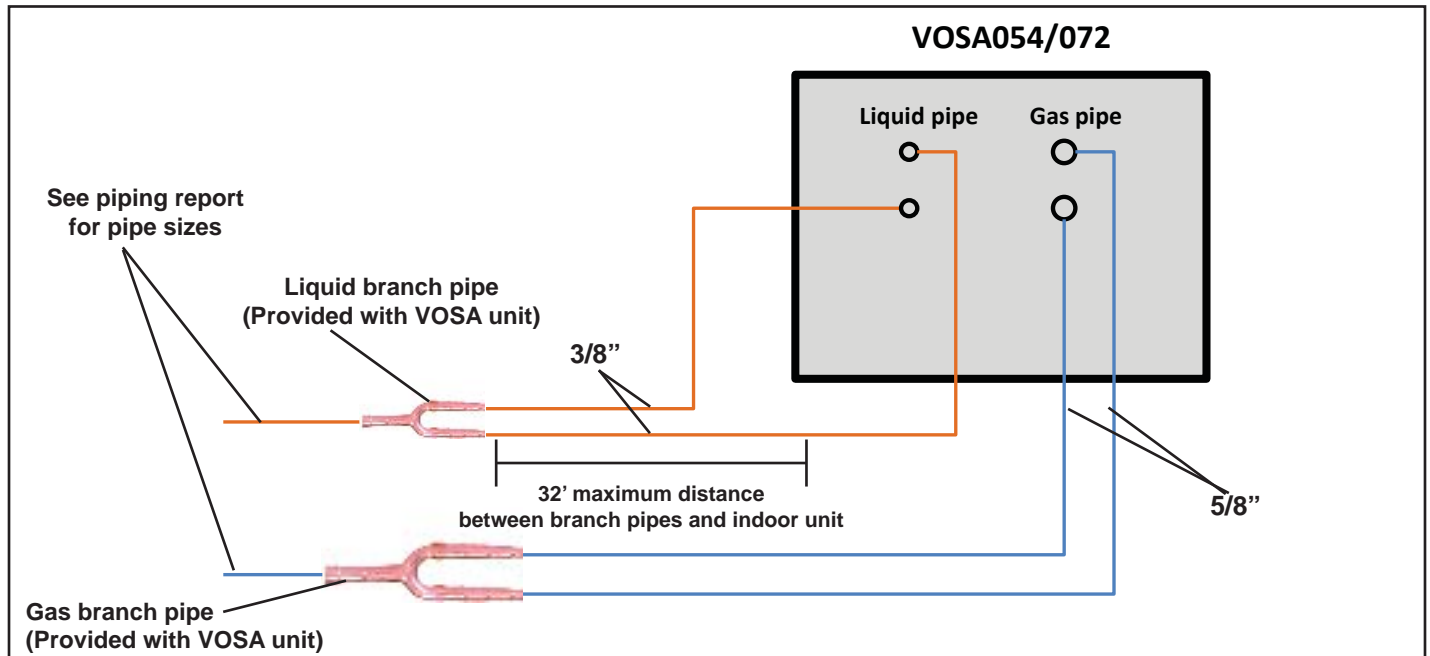 VOSA054/072
Liquid pipe
Gas pipe
See piping report
for pipe sizes
Liquid branch pipe
(Provided with VOSA unit)
3/8”
32’ maximum distance
between branch pipes and indoor unit
5/8”
Gas branch pipe
(Provided with VOSA unit)